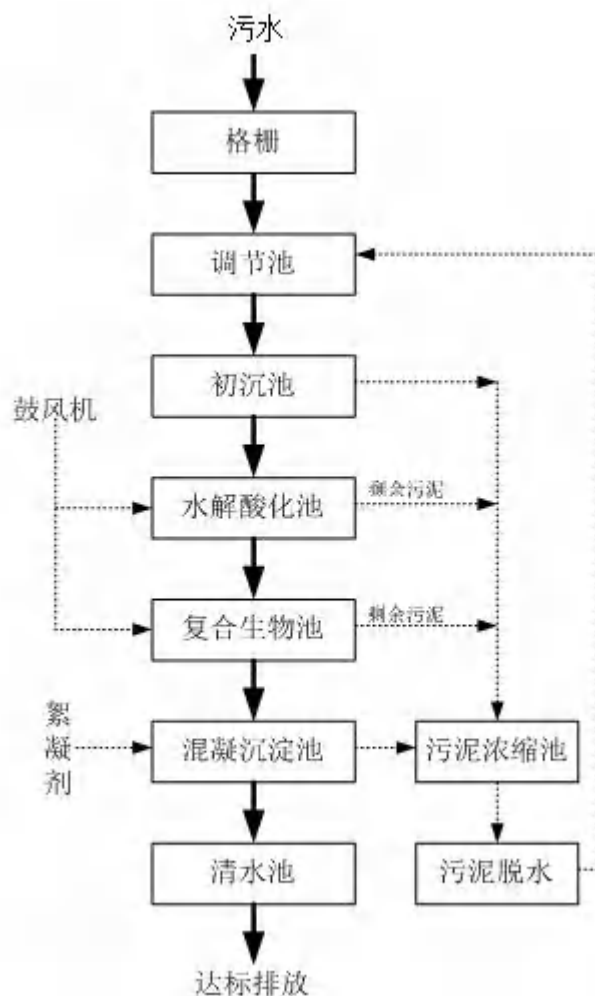 污水
格栅
调节池
初沉池
鼓风机
水解酸化池
剩余污泥
复合生物池
剩余污泥
絮
凝
剂
混凝沉淀池
污泥浓缩池
清水池
污泥脱水
达标排放